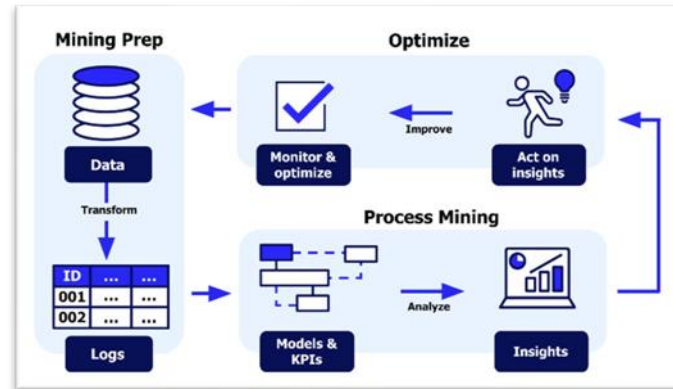 Mining Prep
Data
Transform
ID ... ...
001 ... ...
002 ... ...
Logs
Optimize
Improve
Monitor &
optimize
Act on
insights
Process Mining
Models &
KPIs
Analyze
Insights